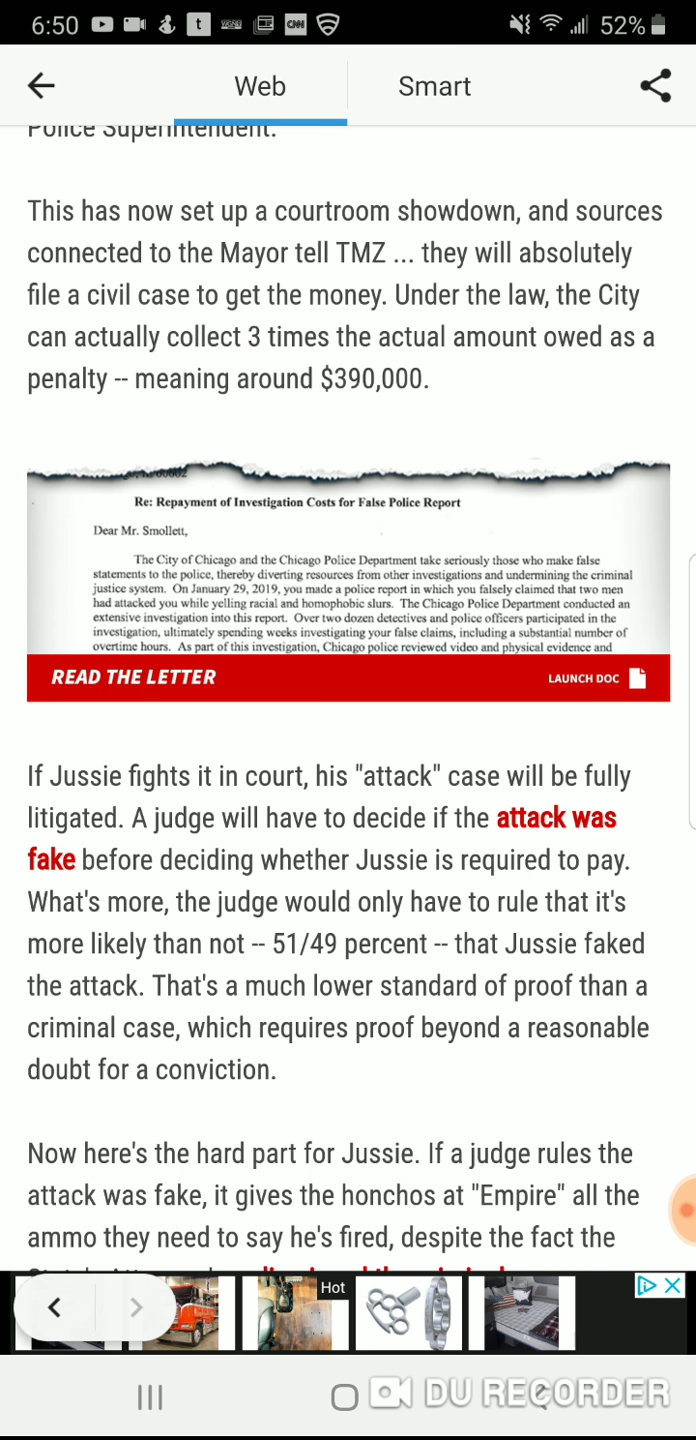 6:50
t
CNN
52%
Web
Smart
Police Superintendent.
This has now set up a courtroom showdown, and sources
connected to the Mayor tell TMZ ... they will absolutely
file a civil case to get the money. Under the law, the City
can actually collect 3 times the actual amount owed as a
penalty -- meaning around $390,000.
Re: Repayment of Investigation Costs for False Police Report
Dear Mr. Smollett,
The City of Chicago and the Chicago Police Department take seriously those who make false
statements to the police, thereby diverting resources from other investigations and undermining the criminal
justice system. On January 29, 2019, you made a police report in which you falsely claimed that two men
had attacked you while yelling racial and homophobic slurs. The Chicago Police Department conducted an
extensive investigation into this report. Over two dozen detectives and police officers participated in the
investigation, ultimately spending weeks investigating your false claims, including a substantial number of
overtime hours. As part of this investigation, Chicago police reviewed video and physical evidence and
READ THE LETTER
LAUNCH DOC
If Jussie fights it in court, his "attack" case will be fully
litigated. A judge will have to decide if the attack was
fake before deciding whether Jussie is required to pay.
What's more, the judge would only have to rule that it's
more likely than not -- 51/49 percent -- that Jussie faked
the attack. That's a much lower standard of proof than a
criminal case, which requires proof beyond a reasonable
doubt for a conviction.
Now here's the hard part for Jussie. If a judge rules the
attack was fake, it gives the honchos at "Empire" all the
ammo they need to say he's fired, despite the fact the
Hot
DU RECORDER